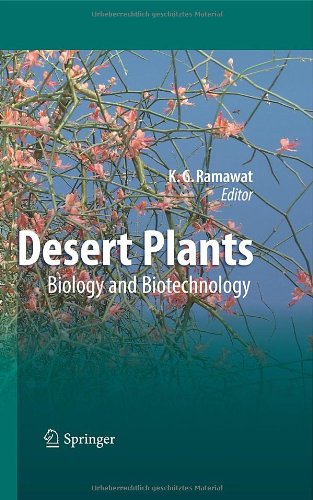 Urheberrechtlich geschütztes Material
K. G. Ramawat
Editor
Desert Plants
Biology and Biotechnology
Springer
Urheberrechtlich geschütztes Material